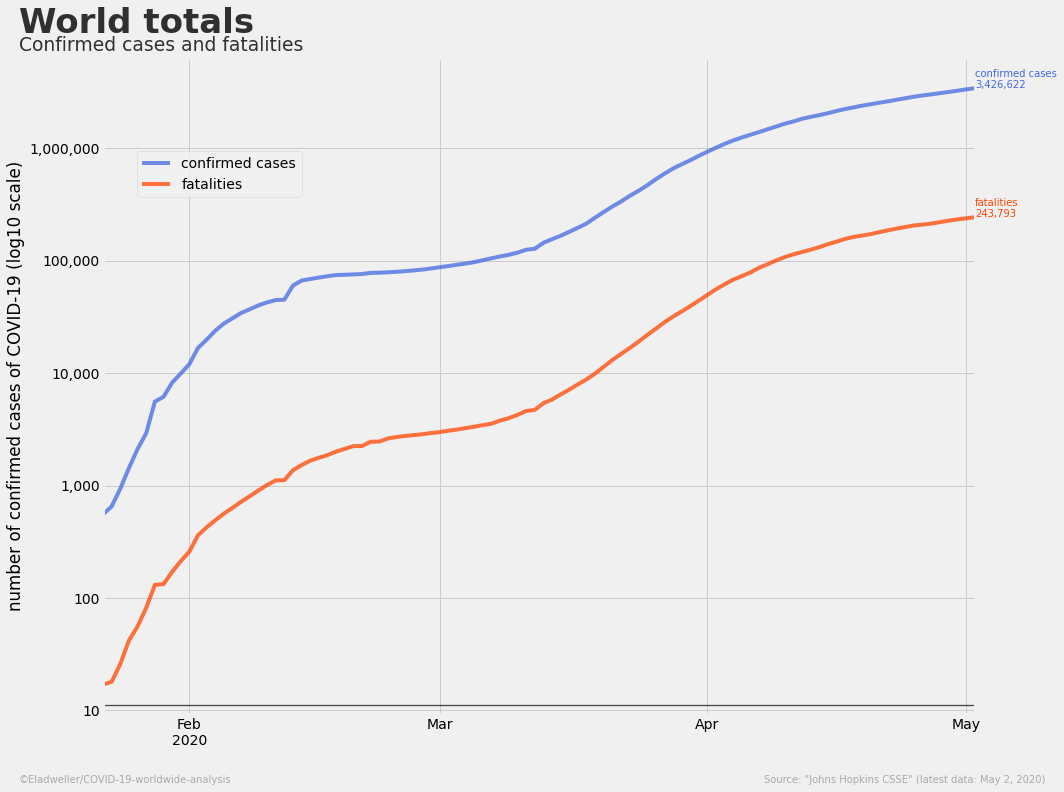 World totals
Confirmed cases and fatalities
confirmed cases
3,426,622
1,000,000
confirmed cases
fatalities
fatalities
243,793
100,000
10,000
1,000
100
10
number of confirmed cases of COVID-19 (log10 scale)
Feb
2020
Mar
Apr
May
©Eladweller/COVID-19-worldwide-analysis
Source: "Johns Hopkins CSSE" (latest data: May 2, 2020)